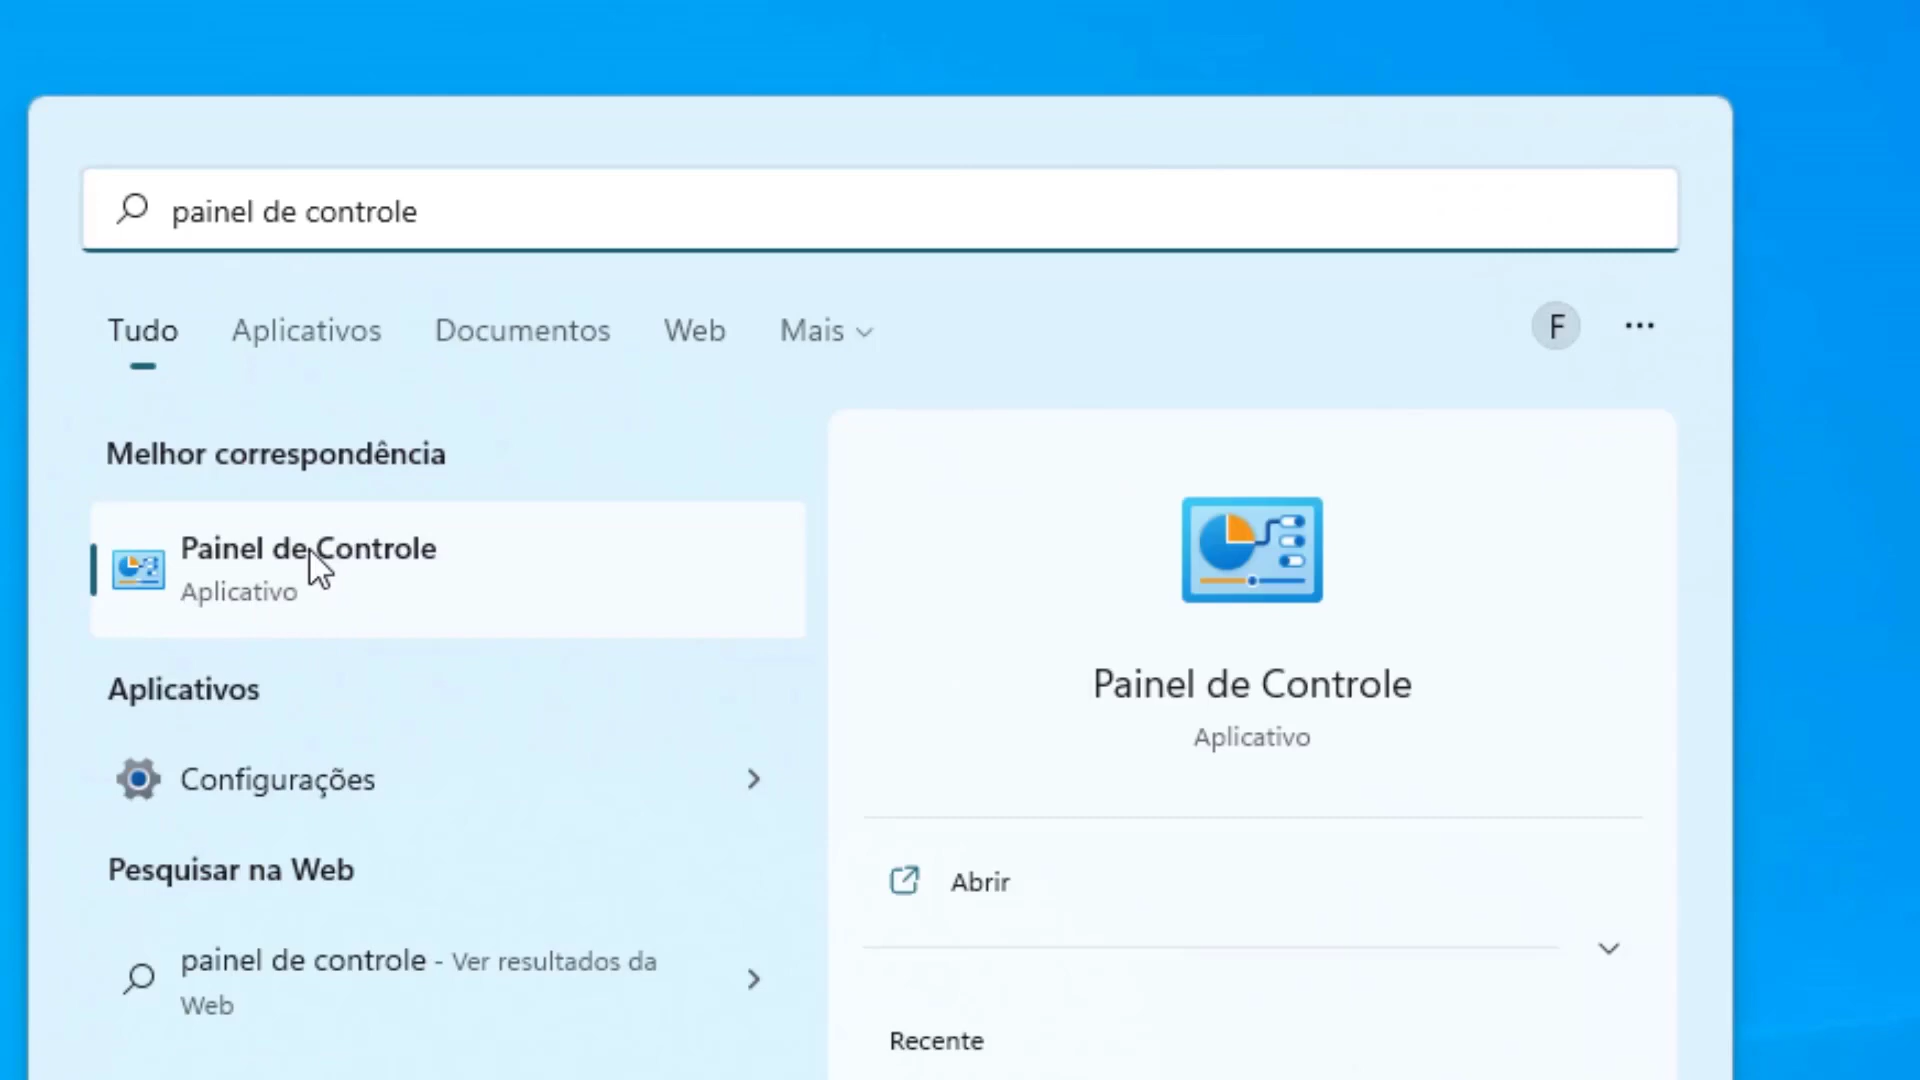 painel de controle
Tudo Aplicativos Documentos Web Mais F ···
Melhor correspondência
Painel de Controle
Aplicativo
Aplicativos
Configurações
Pesquisar na Web
painel de controle - Ver resultados da
Web
Painel de Controle
Aplicativo
Abrir
Recente